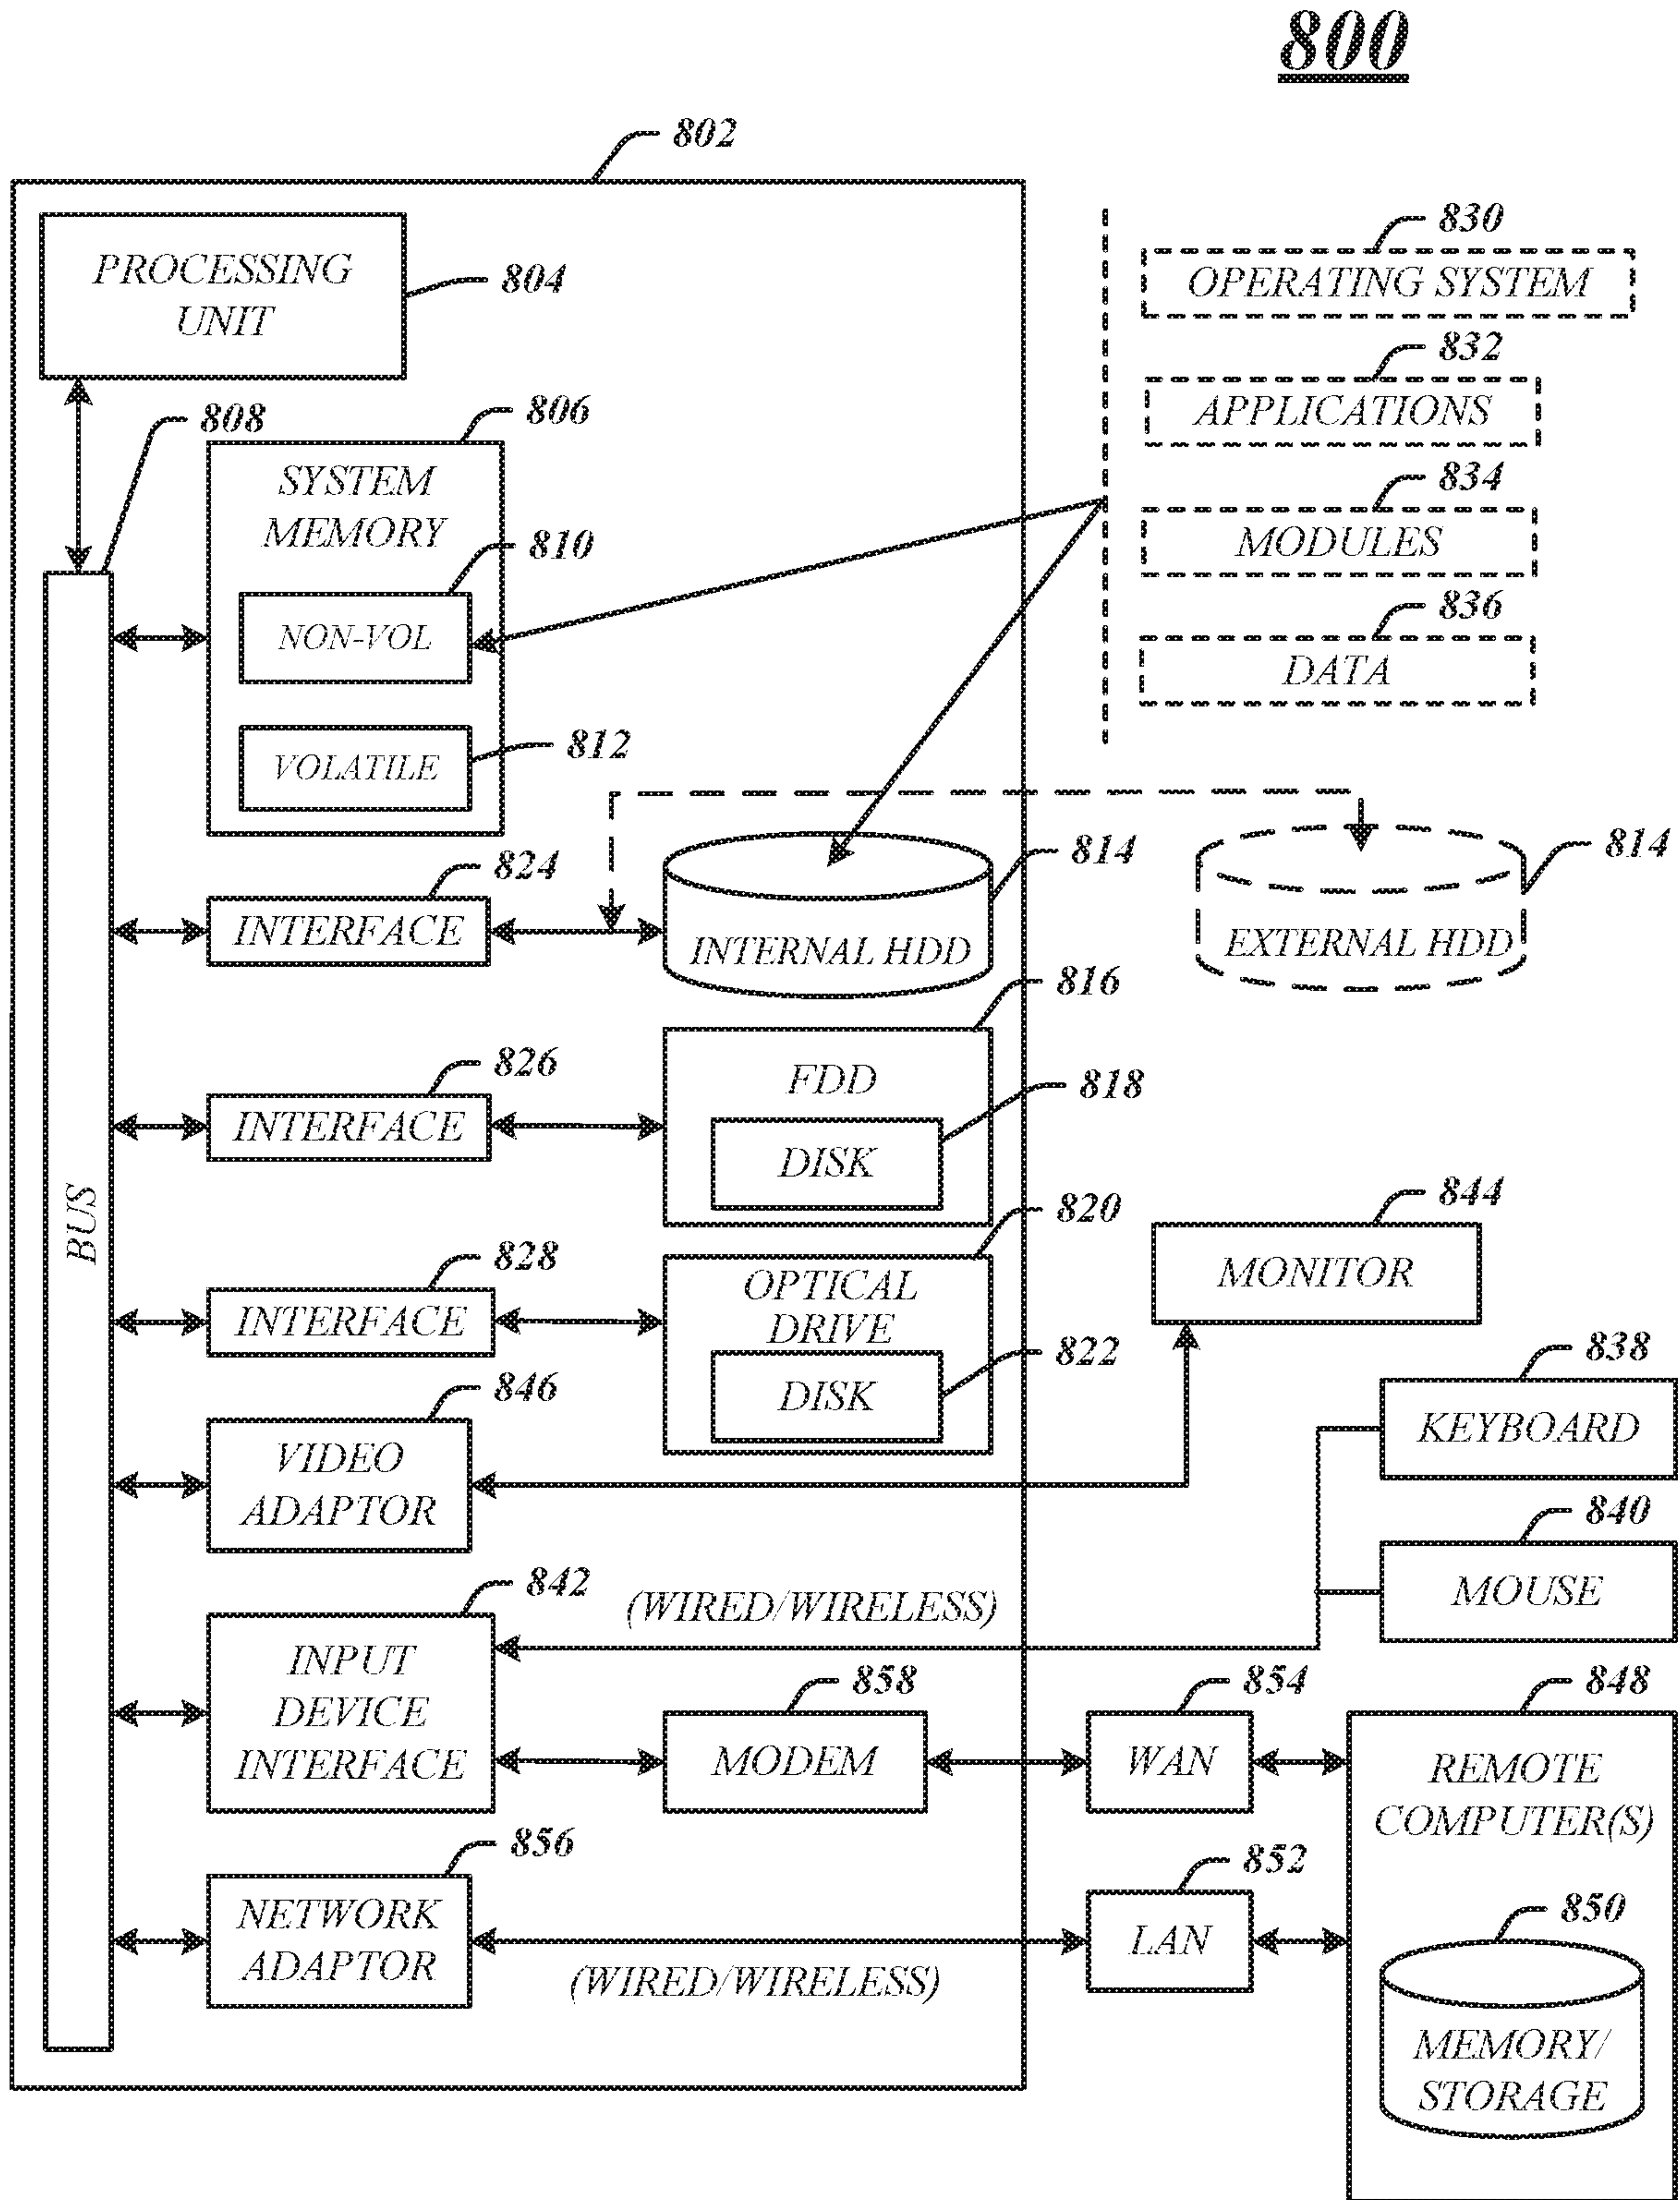 800
802
830
OPERATING SYSTEM
PROCESSING
UNIT
804
832
APPLICATIONS
808
806
SYSTEM
MEMORY
834
MODULES
810
NON-VOL
836
DATA
812
VOLATILE
824
INTERFACE
814
INTERNAL HDD
814
EXTERNAL HDD
816
FDD
826
INTERFACE
818
DISK
BUS
820
OPTICAL
DRIVE
844
MONITOR
828
INTERFACE
822
DISK
838
KEYBOARD
846
VIDEO
ADAPTOR
840
MOUSE
842
INPUT
DEVICE
INTERFACE
(WIRED/WIRELESS)
858
MODEM
854
WAN
848
REMOTE
COMPUTER(S)
856
NETWORK
ADAPTOR
(WIRED/WIRELESS)
852
LAN
850
MEMORY/
STORAGE